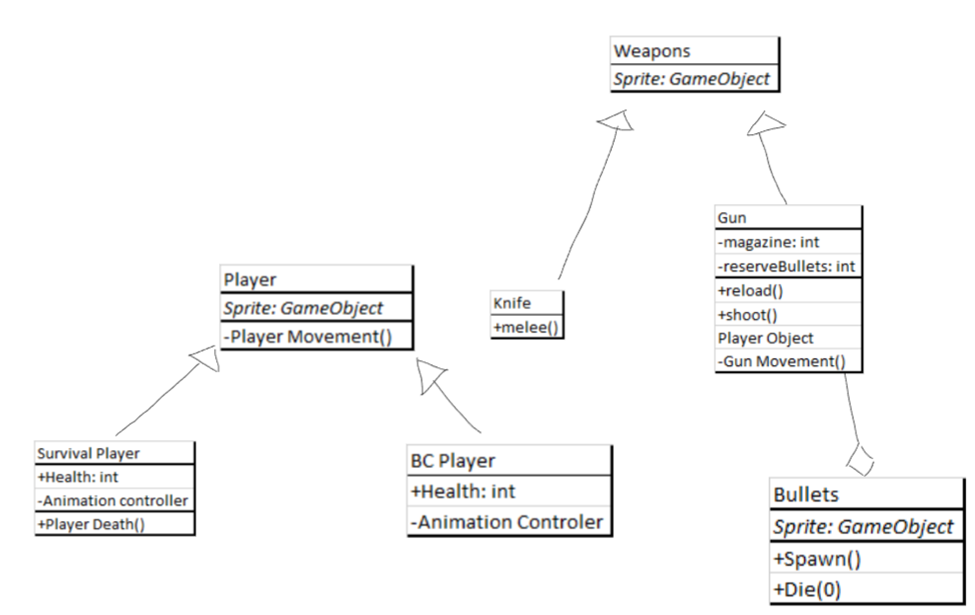 Weapons
Sprite: GameObject
Gun
-magazine: int
-reserveBullets: int
+reload()
+shoot()
Player Object
-Gun Movement()
Knife
+melee()
Player
Sprite: GameObject
-Player Movement()
Survival Player
+Health: int
-Animation controller
+Player Death()
BC Player
+Health: int
-Animation Controler
Bullets
Sprite: GameObject
+Spawn()
+Die(0)